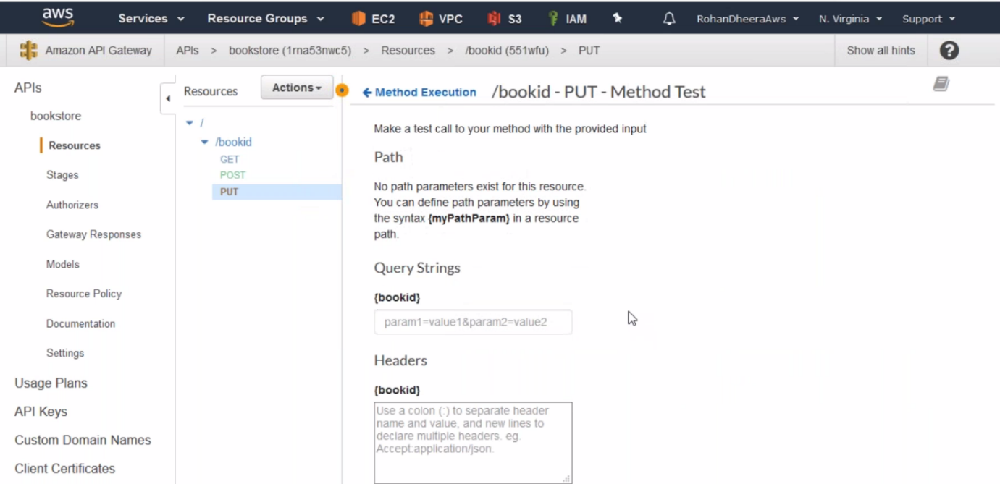 aws Services Resource Groups EC2 VPC S3 IAM RohanDheeraAws N. Virginia Support
Amazon API Gateway APIs > bookstore (1rna53nwc5) > Resources > /bookid (551wfu) > PUT Show all hints ?
APIs
bookstore
Resources
Stages
Authorizers
Gateway Responses
Models
Resource Policy
Documentation
Settings
Usage Plans
API Keys
Custom Domain Names
Client Certificates
Resources Actions
/
/bookid
GET
POST
PUT
Method Execution /bookid - PUT - Method Test
Make a test call to your method with the provided input
Path
No path parameters exist for this resource.
You can define path parameters by using
the syntax {myPathParam} in a resource
path.
Query Strings
{bookid}
param1=value1&param2=value2
Headers
{bookid}
Use a colon (:) to separate header
name and value, and new lines to
declare multiple headers. eg.
Accept:application/json.